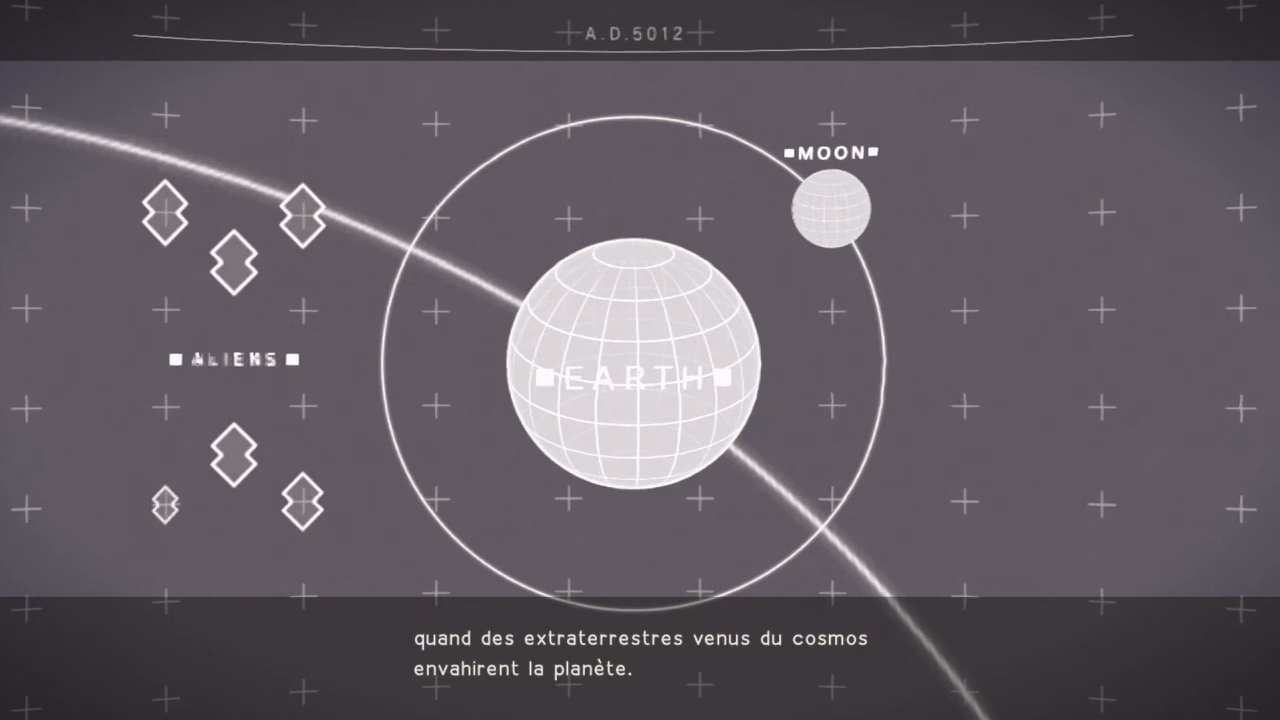 A.D.5012
MOON
ALIENS
EARTH
quand des extraterrestres venus du cosmos
envahirent la planète.